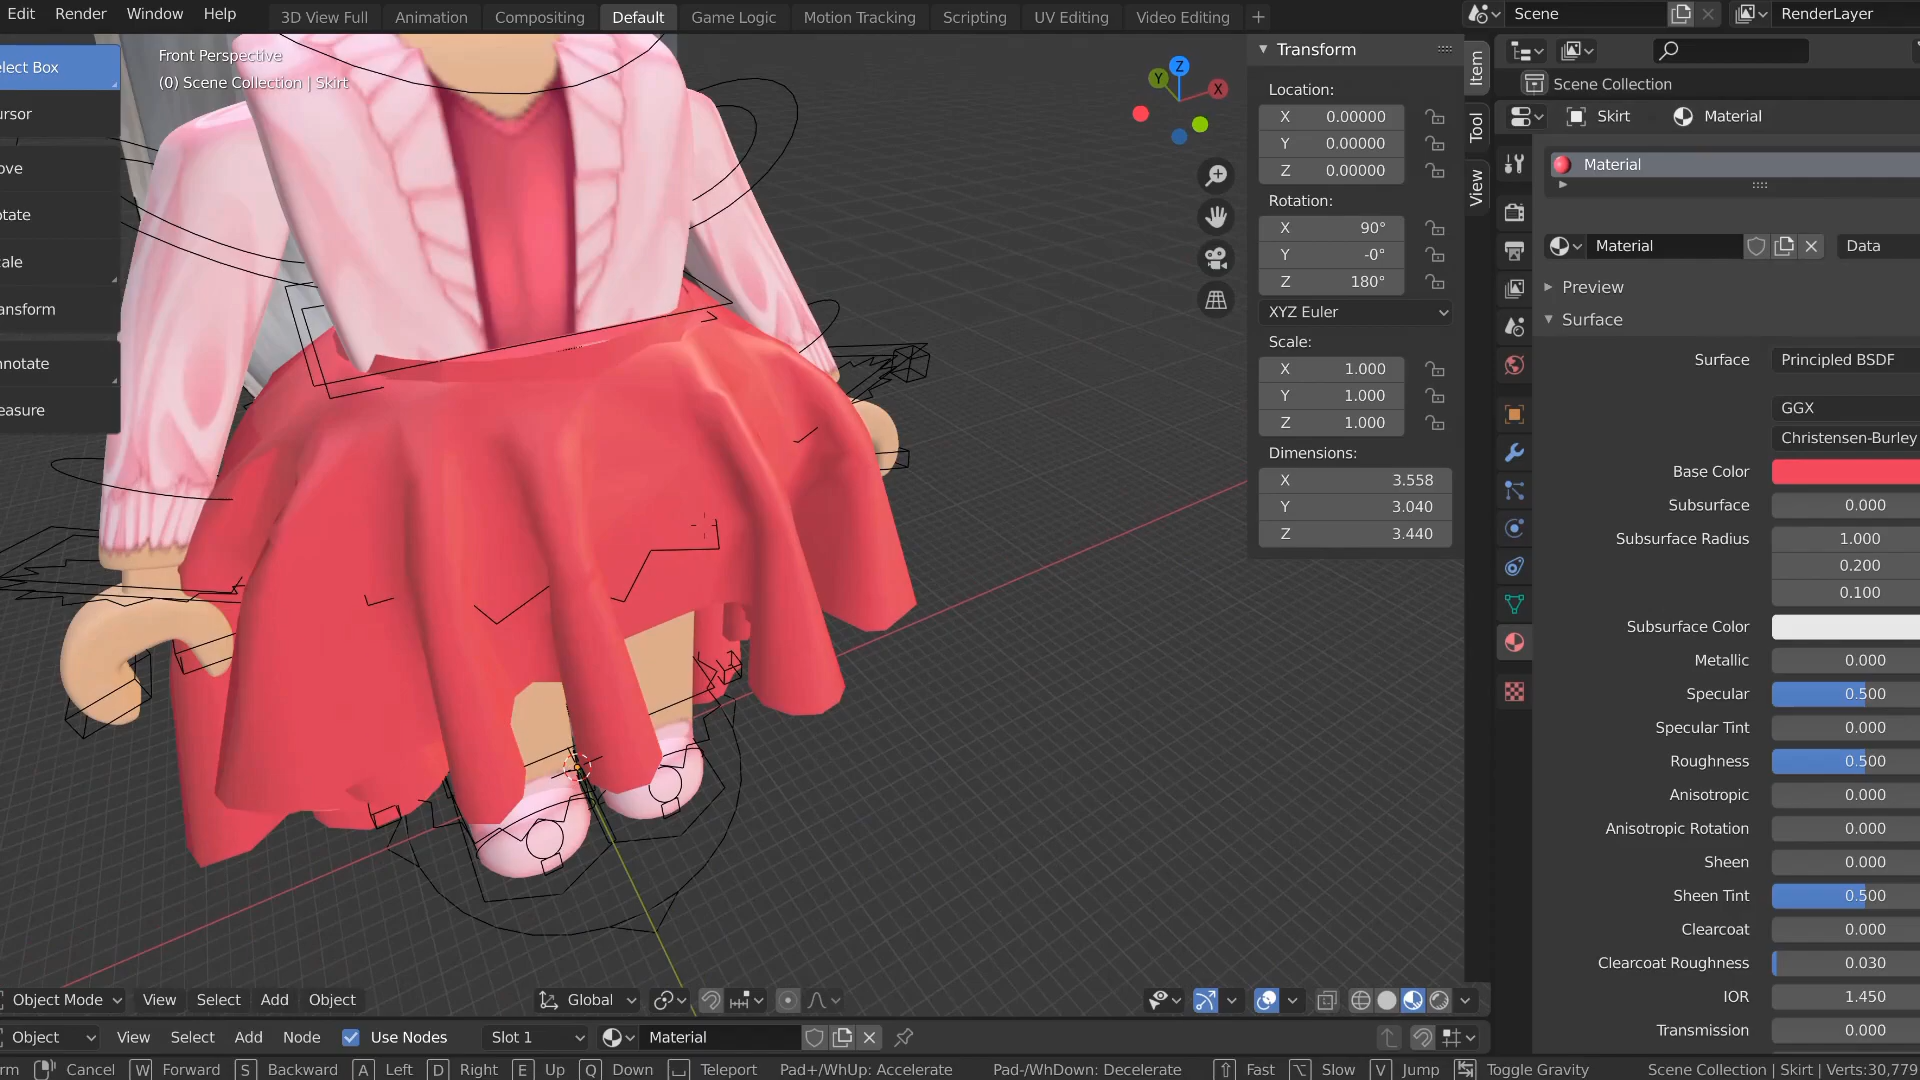 Edit Render Window Help 3D View Full Animation Compositing Default Game Logic Motion Tracking Scripting UV Editing Video Editing + Scene RenderLayer
elect Box
ursor
ove
otate
cale
ansform
nnotate
easure
Front Perspective
(0) Scene Collection | Skirt
Z
Y
X
Transform
Location:
X 0.00000
Y 0.00000
Z 0.00000
Rotation:
X 90°
Y -0°
Z 180°
XYZ Euler
Scale:
X 1.000
Y 1.000
Z 1.000
Dimensions:
X 3.558
Y 3.040
Z 3.440
Item
Tool
View
Scene Collection
Skirt Material
Material
Material Data
Preview
Surface
Surface Principled BSDF
GGX
Christensen-Burley
Base Color
Subsurface 0.000
Subsurface Radius 1.000
0.200
0.100
Subsurface Color
Metallic 0.000
Specular 0.500
Specular Tint 0.000
Roughness 0.500
Anisotropic 0.000
Anisotropic Rotation 0.000
Sheen 0.000
Sheen Tint 0.500
Clearcoat 0.000
Clearcoat Roughness 0.030
IOR 1.450
Transmission 0.000
Object Mode View Select Add Object Global
Object View Select Add Node Use Nodes Slot 1 Material
rm Cancel W Forward S Backward A Left D Right E Up Q Down Teleport Pad+/WhUp: Accelerate Pad-/WhDown: Decelerate Fast Slow V Jump Toggle Gravity Scene Collection | Skirt | Verts:30,779